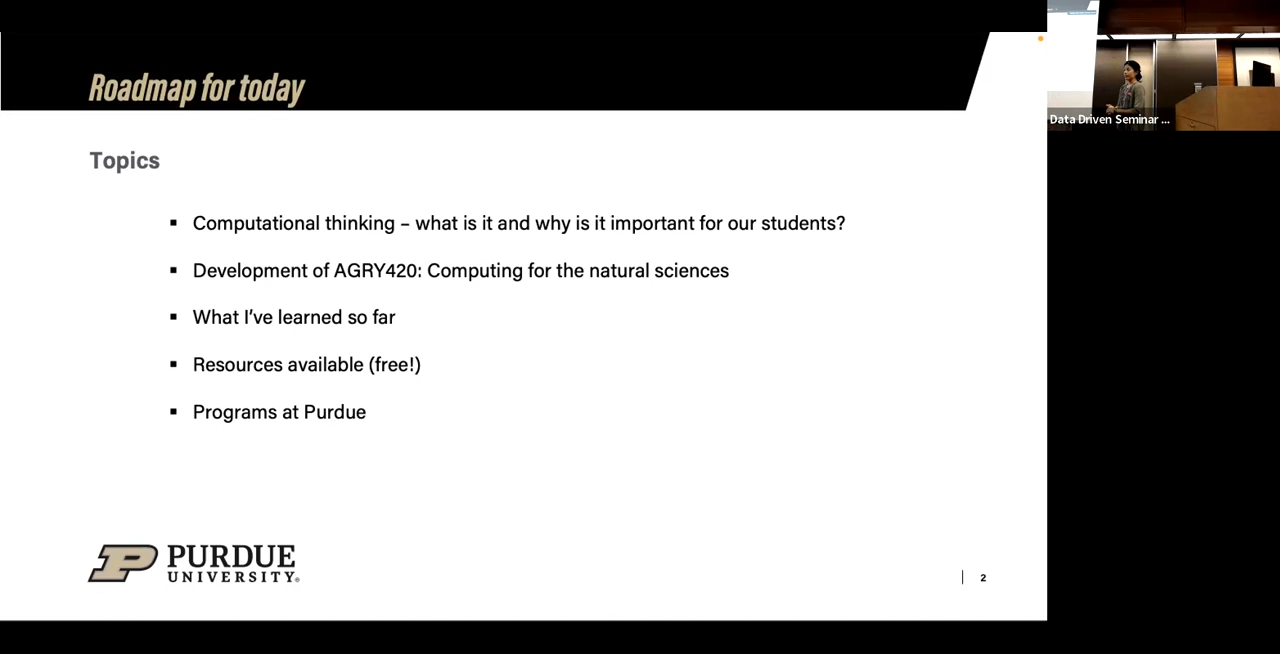 Roadmap for today
Data Driven Seminar ...
Topics
▪ Computational thinking – what is it and why is it important for our students?
▪ Development of AGRY420: Computing for the natural sciences
▪ What I’ve learned so far
▪ Resources available (free!)
▪ Programs at Purdue
P PURDUE
UNIVERSITY®
2